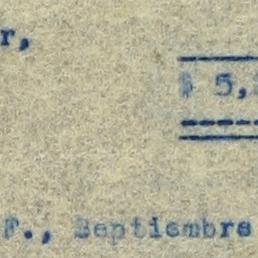 r,
$ 5,
F., Septiembre